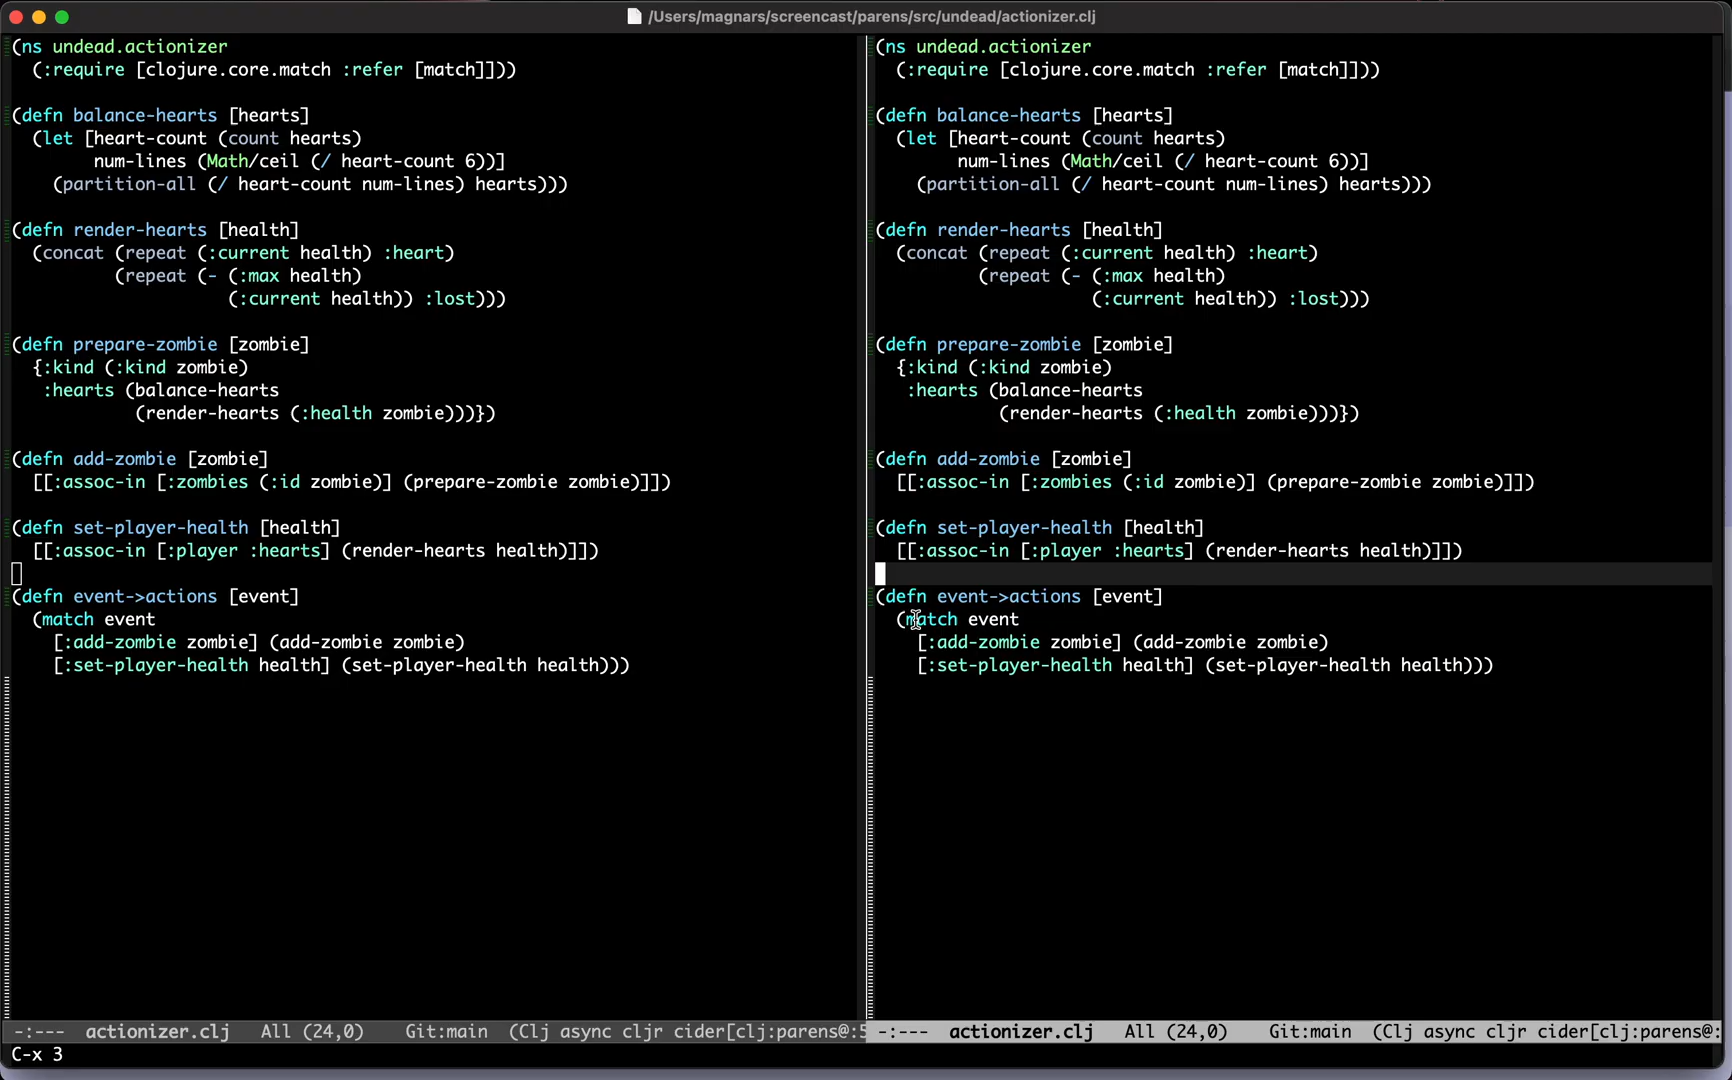 /Users/magnars/screencast/parens/src/undead/actionizer.clj
(ns undead.actionizer
  (:require [clojure.core.match :refer [match]]))
(defn balance-hearts [hearts]
  (let [heart-count (count hearts)
        num-lines (Math/ceil (/ heart-count 6))]
    (partition-all (/ heart-count num-lines) hearts)))
(defn render-hearts [health]
  (concat (repeat (:current health) :heart)
          (repeat (- (:max health)
                     (:current health)) :lost)))
(defn prepare-zombie [zombie]
  {:kind (:kind zombie)
   :hearts (balance-hearts
            (render-hearts (:health zombie)))})
(defn add-zombie [zombie]
  [[:assoc-in [:zombies (:id zombie)] (prepare-zombie zombie)]])
(defn set-player-health [health]
  [[:assoc-in [:player :hearts] (render-hearts health)]])
(defn event->actions [event]
  (match event
    [:add-zombie zombie] (add-zombie zombie)
    [:set-player-health health] (set-player-health health)))
-:--- actionizer.clj All (24,0) Git:main (Clj async cljr cider[clj:parens@:5
(ns undead.actionizer
  (:require [clojure.core.match :refer [match]]))
(defn balance-hearts [hearts]
  (let [heart-count (count hearts)
        num-lines (Math/ceil (/ heart-count 6))]
    (partition-all (/ heart-count num-lines) hearts)))
(defn render-hearts [health]
  (concat (repeat (:current health) :heart)
          (repeat (- (:max health)
                     (:current health)) :lost)))
(defn prepare-zombie [zombie]
  {:kind (:kind zombie)
   :hearts (balance-hearts
            (render-hearts (:health zombie)))})
(defn add-zombie [zombie]
  [[:assoc-in [:zombies (:id zombie)] (prepare-zombie zombie)]])
(defn set-player-health [health]
  [[:assoc-in [:player :hearts] (render-hearts health)]])
(defn event->actions [event]
  (match event
    [:add-zombie zombie] (add-zombie zombie)
    [:set-player-health health] (set-player-health health)))
-:--- actionizer.clj All (24,0) Git:main (Clj async cljr cider[clj:parens@:
C-x 3